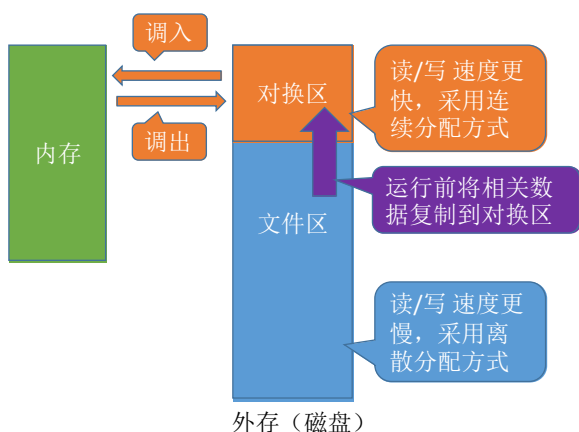 调入
调出
内存
对换区
文件区
读/写 速度更
快，采用连
续分配方式
运行前将相关数
据复制到对换区
读/写 速度更
慢，采用离
散分配方式
外存（磁盘）